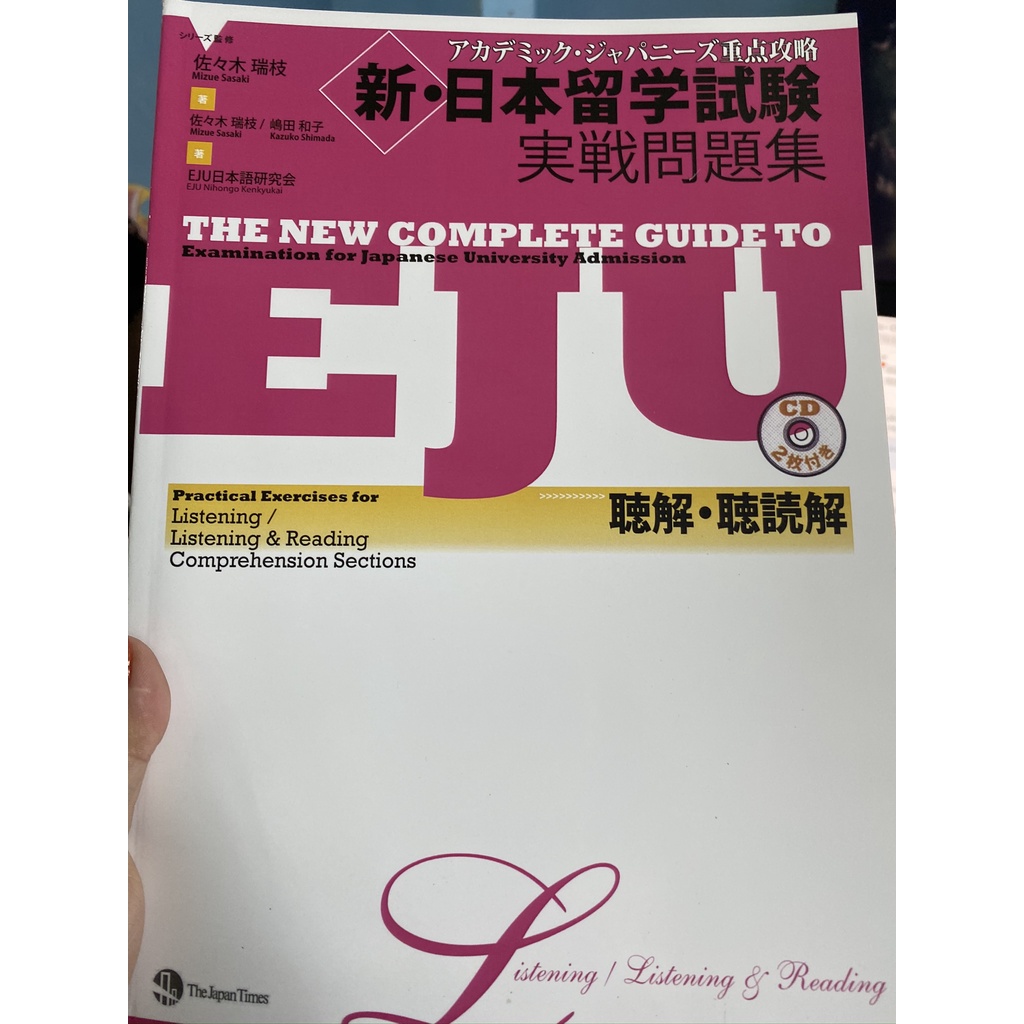 シリーズ監修
佐々木 瑞枝
Mizue Sasaki
著
佐々木 瑞枝 / 嶋田 和子
Mizue Sasaki Kazuko Shimada
著
EJU日本語研究会
EJU Nihongo Kenkyukai
アカデミック・ジャパニーズ重点攻略
新・日本留学試験
実戦問題集
THE NEW COMPLETE GUIDE TO
Examination for Japanese University Admission
EJU
CD
2枚付き
Practical Exercises for
Listening /
Listening & Reading
Comprehension Sections
>>>>>>>>>> 聴解・聴読解
Listening / Listening & Reading
The Japan Times